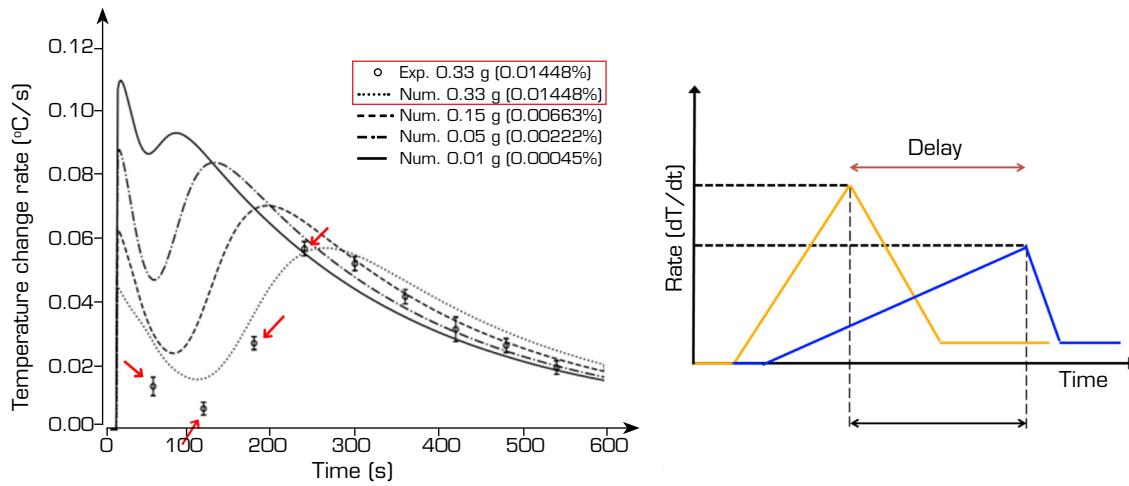 Temperature change rate (ºC/s)
0.12
0.10
0.08
0.06
0.04
0.02
0.00
Exp. 0.33 g (0.01448%)
Num. 0.33 g (0.01448%)
Num. 0.15 g (0.00663%)
Num. 0.05 g (0.00222%)
Num. 0.01 g (0.00045%)
0 100 200 300 400 500 600
Time (s)
Rate (dT/dt)
Delay
Time